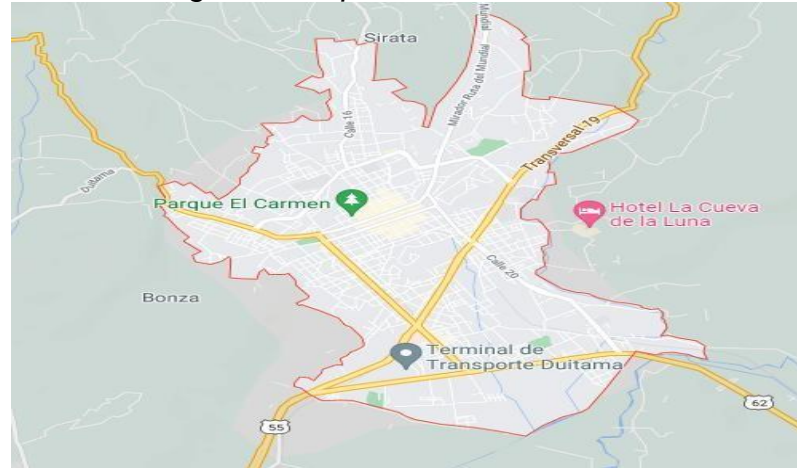 Sirata
Mundial
Mirador Ruta del Mundial
Calle 16
Transversal 19
Duitama
Parque El Carmen
Hotel La Cueva
de la Luna
Calle 20
Bonza
Terminal de
Transporte Duitama
62
55